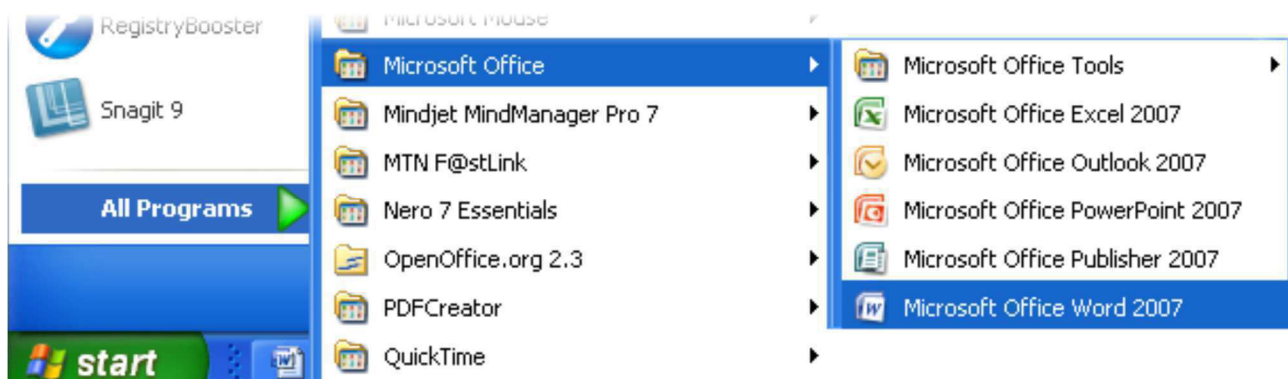 RegistryBooster
Snagit 9
All Programs
start
Microsoft Mouse
Microsoft Office
Mindjet MindManager Pro 7
MTN F@stLink
Nero 7 Essentials
OpenOffice.org 2.3
PDFCreator
QuickTime
Microsoft Office Tools
Microsoft Office Excel 2007
Microsoft Office Outlook 2007
Microsoft Office PowerPoint 2007
Microsoft Office Publisher 2007
Microsoft Office Word 2007